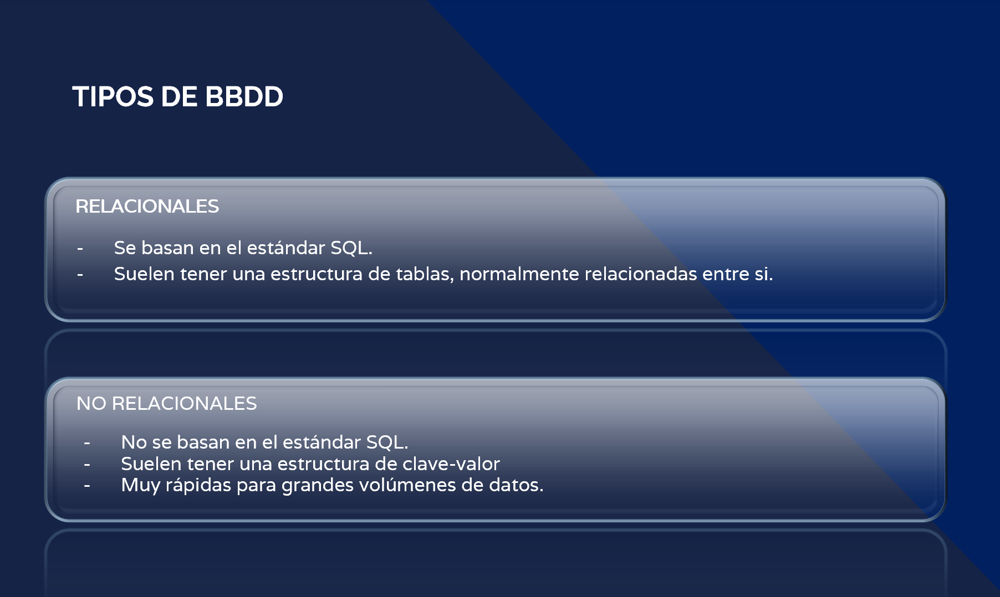 TIPOS DE BBDD
RELACIONALES
- Se basan en el estándar SQL.
- Suelen tener una estructura de tablas, normalmente relacionadas entre si.
NO RELACIONALES
- No se basan en el estándar SQL.
- Suelen tener una estructura de clave-valor
- Muy rápidas para grandes volúmenes de datos.